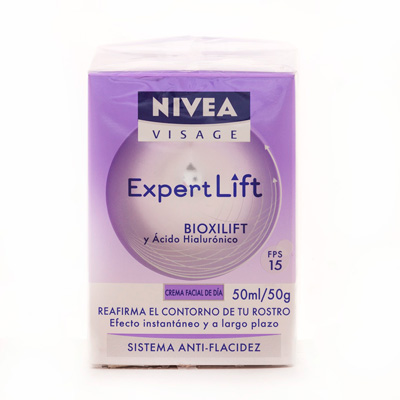 NIVEA
VISAGE
Expert Lift
BIOXILIFT
y Ácido Hialurónico
FPS
15
CREMA FACIAL DE DÍA
50ml/50g
REAFIRMA EL CONTORNO DE TU ROSTRO
Efecto instantáneo y a largo plazo
SISTEMA ANTI-FLACIDEZ